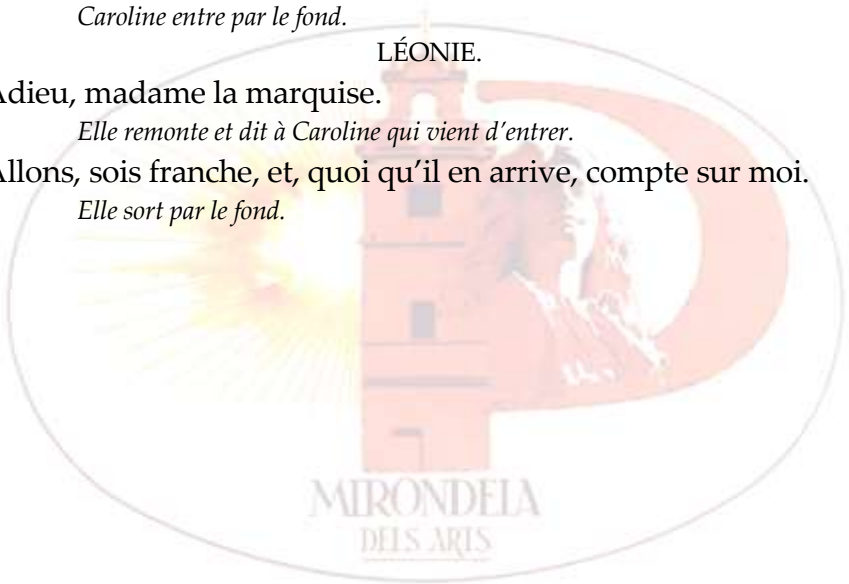 Caroline entre par le fond.
LÉONIE.
Adieu, madame la marquise.
Elle remonte et dit à Caroline qui vient d'entrer.
Allons, sois franche, et, quoi qu’il en arrive, compte sur moi.
Elle sort par le fond.
MIRONDELA
DELS ARTS